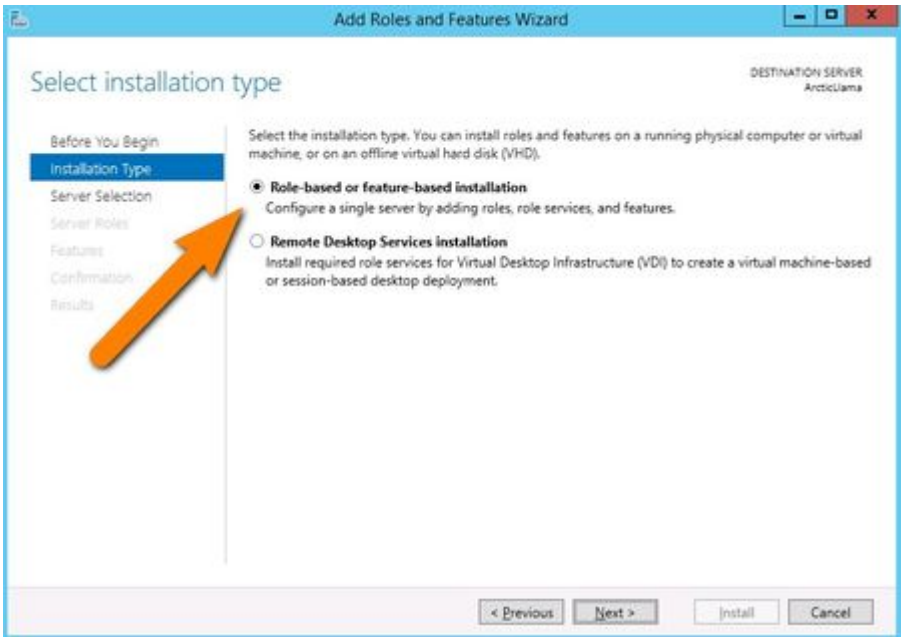 Add Roles and Features Wizard
Select installation type
DESTINATION SERVER
ArcticLlama
Before You Begin
Installation Type
Server Selection
Server Roles
Features
Confirmation
Results
Select the installation type. You can install roles and features on a running physical computer or virtual
machine, or on an offline virtual hard disk (VHD).
Role-based or feature-based installation
Configure a single server by adding roles, role services, and features.
Remote Desktop Services installation
Install required role services for Virtual Desktop Infrastructure (VDI) to create a virtual machine-based
or session-based desktop deployment.
< Previous
Next >
Install
Cancel